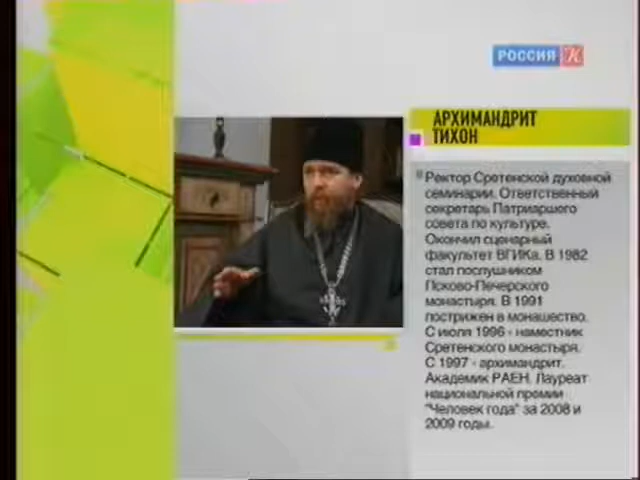 РОССИЯ К
АРХИМАНДРИТ
ТИХОН
Ректор Сретенской духовной
семинарии. Ответственный
секретарь Патриаршего
совета по культуре.
Окончил сценарный
факультет ВГИКа. В 1982
стал послушником
Псково-Печерского
монастыря. В 1991
пострижен в монашество.
С июля 1996 - наместник
Сретенского монастыря.
С 1997 - архимандрит.
Академик РАЕН. Лауреат
национальной премии
"Человек года" за 2008 и
2009 годы.